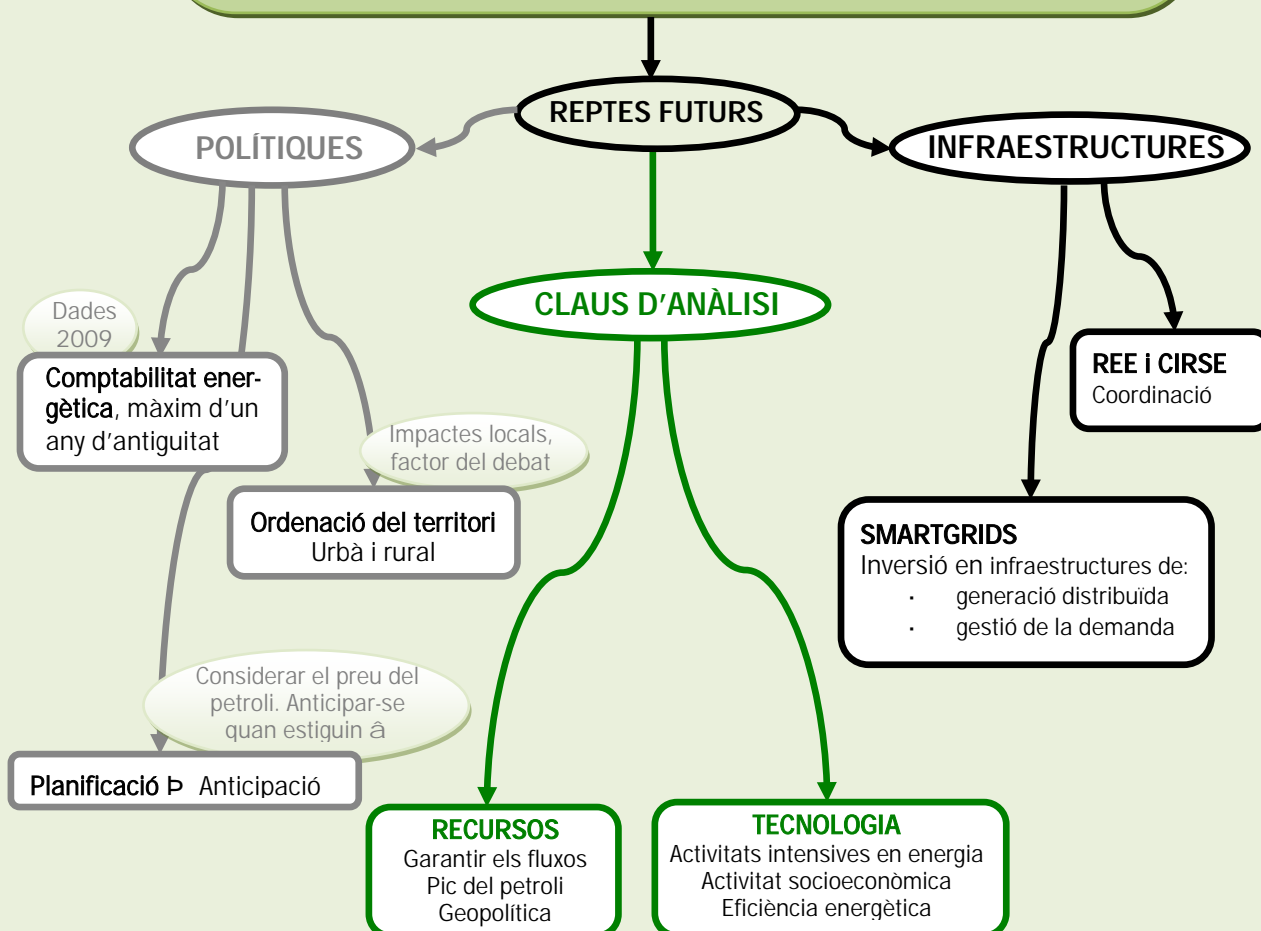 REPTES FUTURS
POLÍTIQUES
INFRAESTRUCTURES
CLAUS D'ANÀLISI
Dades
2009
Comptabilitat ener-
gètica, màxim d'un
any d'antiguitat
REE i CIRSE
Coordinació
Impactes locals,
factor del debat
Ordenació del territori
Urbà i rural
SMARTGRIDS
Inversió en infraestructures de:
· generació distribuïda
· gestió de la demanda
Considerar el preu del
petroli. Anticipar-se
quan estiguin â
Planificació Þ Anticipació
RECURSOS
Garantir els fluxos
Pic del petroli
Geopolítica
TECNOLOGIA
Activitats intensives en energia
Activitat socioeconòmica
Eficiència energètica